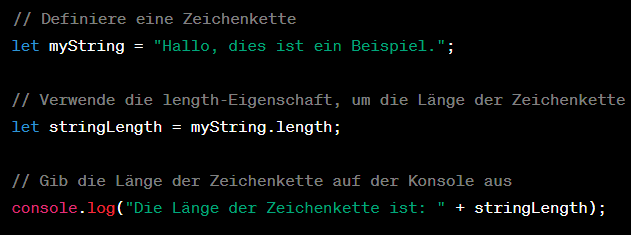 // Definiere eine Zeichenkette
let myString = "Hallo, dies ist ein Beispiel.";
// Verwende die length-Eigenschaft, um die Länge der Zeichenkette
let stringLength = myString.length;
// Gib die Länge der Zeichenkette auf der Konsole aus
console.log("Die Länge der Zeichenkette ist: " + stringLength);